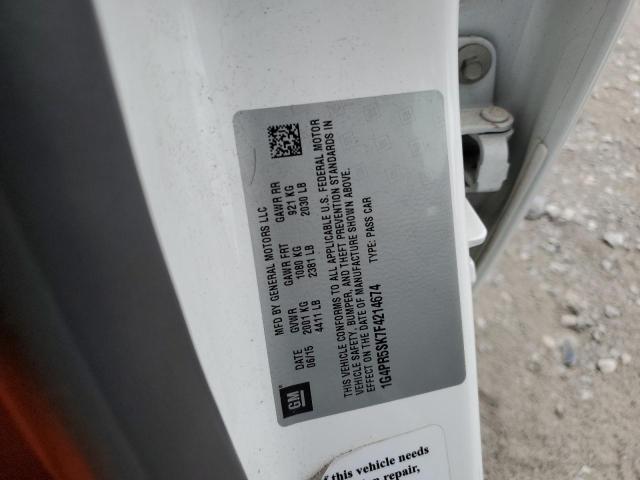 MFD BY GENERAL MOTORS LLC
DATE GVWR GAWR FRT GAWR RR
06/15 2001 KG 1080 KG 921 KG
4411 LB 2381 LB 2030 LB
THIS VEHICLE CONFORMS TO ALL APPLICABLE U.S. FEDERAL MOTOR
VEHICLE SAFETY, BUMPER, AND THEFT PREVENTION STANDARDS IN
EFFECT ON THE DATE OF MANUFACTURE SHOWN ABOVE.
1G4PR5SK7F4214674 TYPE: PASS CAR
GM
this vehicle needs
repair,